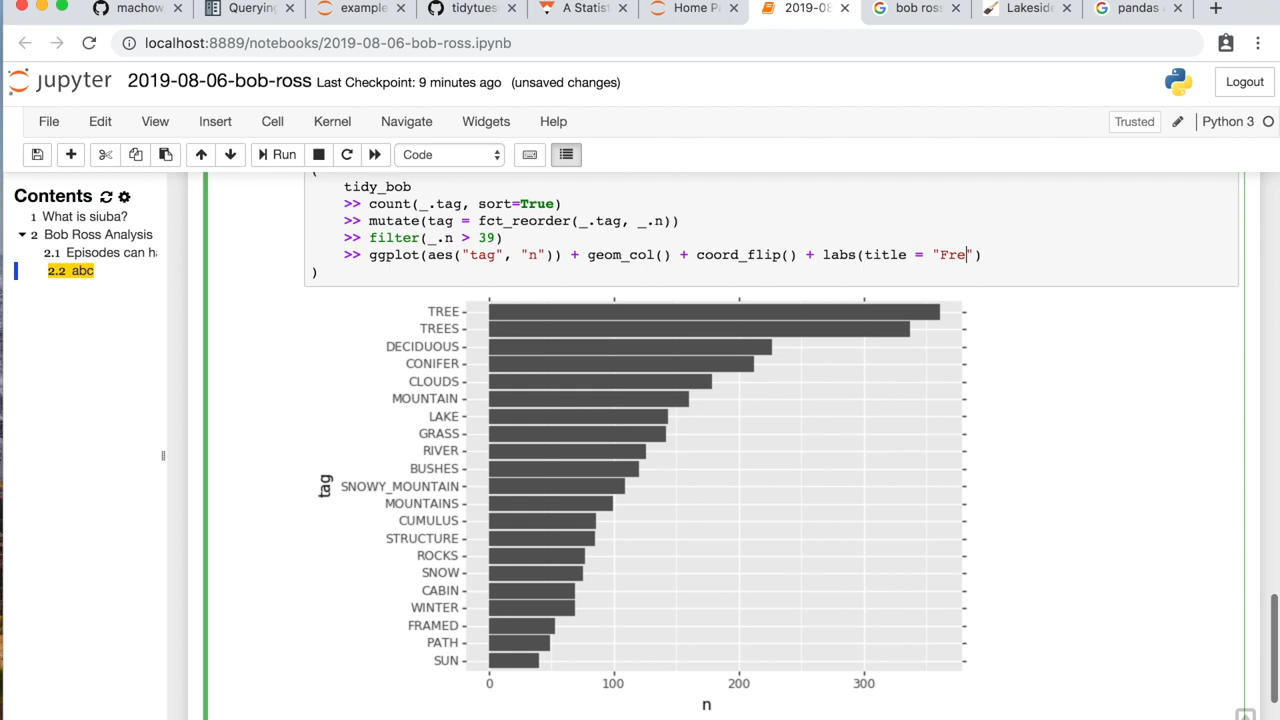 machow
Querying
example
tidytues
A Statist
Home P
2019-08-
bob ross
Lakeside
pandas
localhost:8889/notebooks/2019-08-06-bob-ross.ipynb
jupyter 2019-08-06-bob-ross Last Checkpoint: 9 minutes ago (unsaved changes)
Logout
File Edit View Insert Cell Kernel Navigate Widgets Help
Trusted
Python 3
Run
Code
Contents
1 What is siuba?
2 Bob Ross Analysis
2.1 Episodes can h
2.2 abc
(
tidy_bob
>> count(_.tag, sort=True)
>> mutate(tag = fct_reorder(_.tag, _.n))
>> filter(_.n > 39)
>> ggplot(aes("tag", "n")) + geom_col() + coord_flip() + labs(title = "Fre")
)
TREE
TREES
DECIDUOUS
CONIFER
CLOUDS
MOUNTAIN
LAKE
GRASS
RIVER
BUSHES
SNOWY_MOUNTAIN
MOUNTAINS
CUMULUS
STRUCTURE
ROCKS
SNOW
CABIN
WINTER
FRAMED
PATH
SUN
tag
0 100 200 300
n